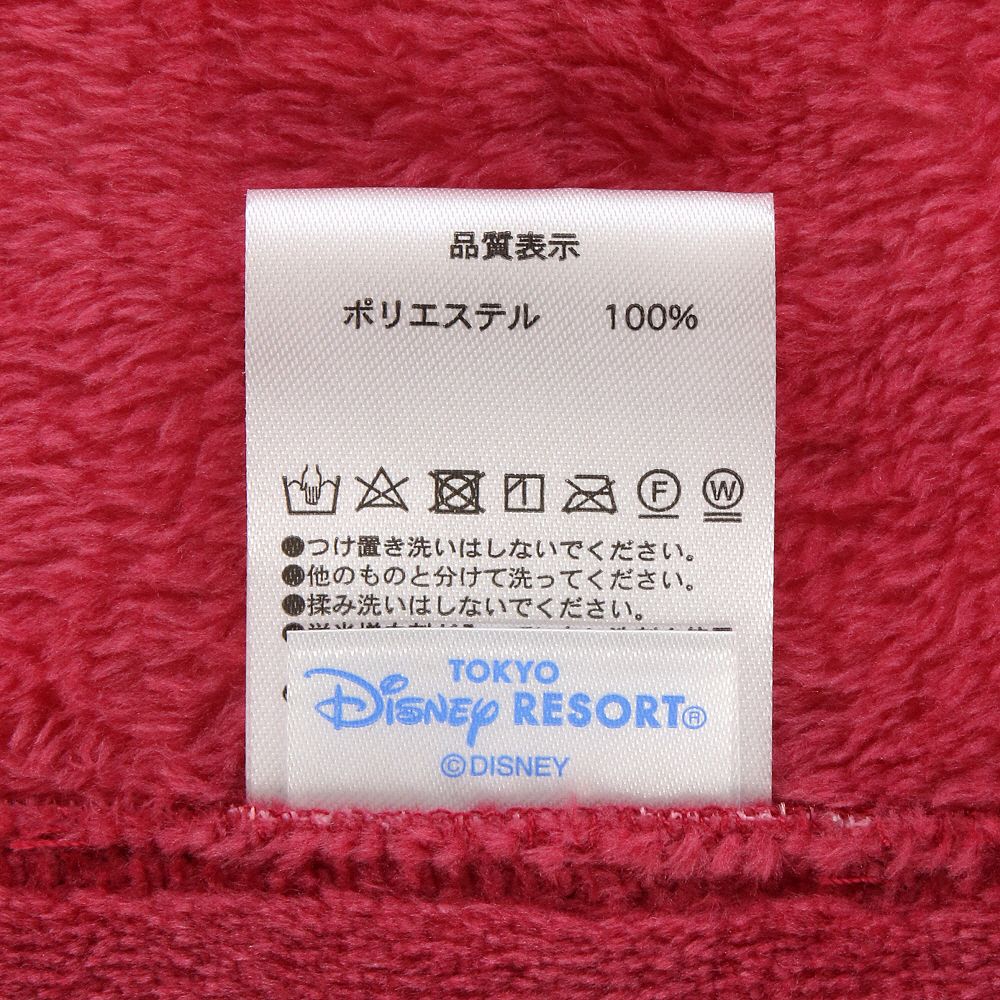 品質表示
ポリエステル 100%
F W
●つけ置き洗いはしないでください。
●他のものと分けて洗ってください。
●揉み洗いはしないでください。
TOKYO
Disney RESORT®
©DISNEY